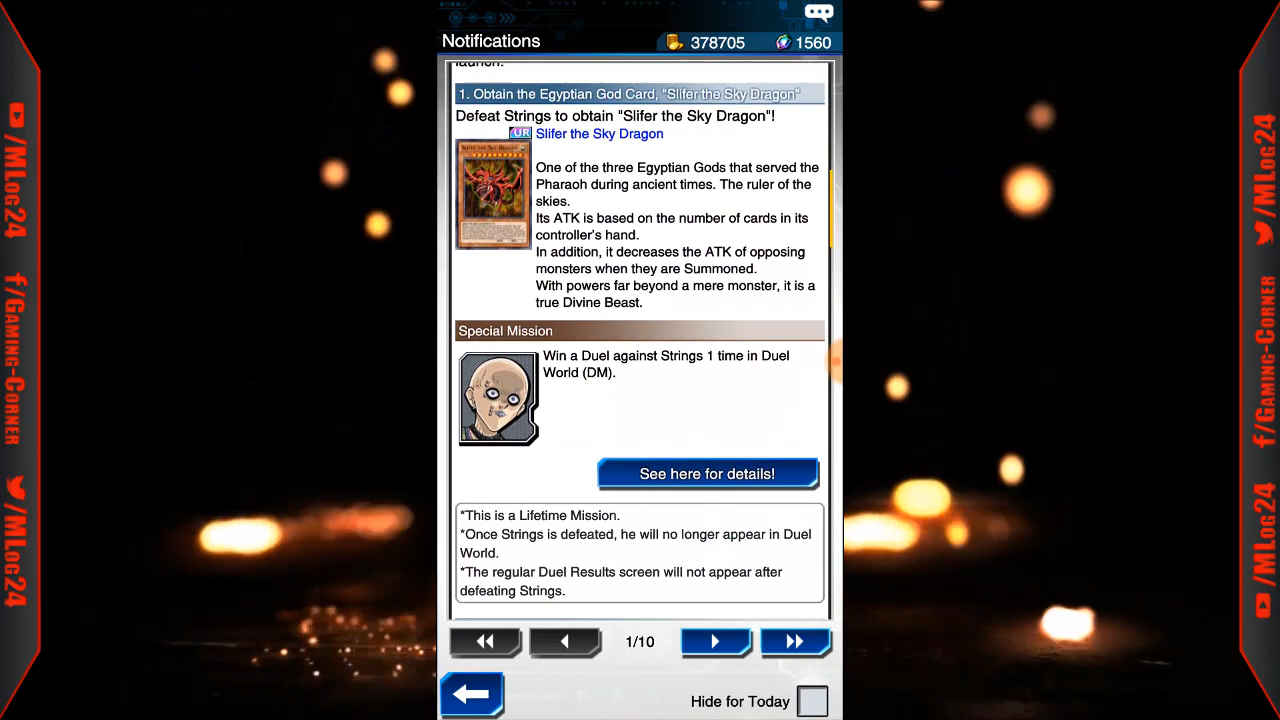 Notifications
378705
1560
launch.
1. Obtain the Egyptian God Card, "Slifer the Sky Dragon"
Defeat Strings to obtain "Slifer the Sky Dragon"!
UR
Slifer the Sky Dragon
SLIFER THE SKY DRAGON
One of the three Egyptian Gods that served the
Pharaoh during ancient times. The ruler of the
skies.
Its ATK is based on the number of cards in its
controller's hand.
In addition, it decreases the ATK of opposing
monsters when they are Summoned.
With powers far beyond a mere monster, it is a
true Divine Beast.
Special Mission
Win a Duel against Strings 1 time in Duel
World (DM).
See here for details!
*This is a Lifetime Mission.
*Once Strings is defeated, he will no longer appear in Duel
World.
*The regular Duel Results screen will not appear after
defeating Strings.
1/10
Hide for Today
/MLog24
f/Gaming-Corner
/MLog24
/MLog24
f/Gaming-Corner
/MLog24